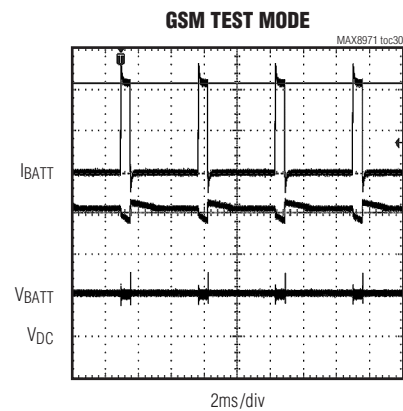 GSM TEST MODE
MAX8971 toc30
IBATT
VBATT
VDC
2ms/div